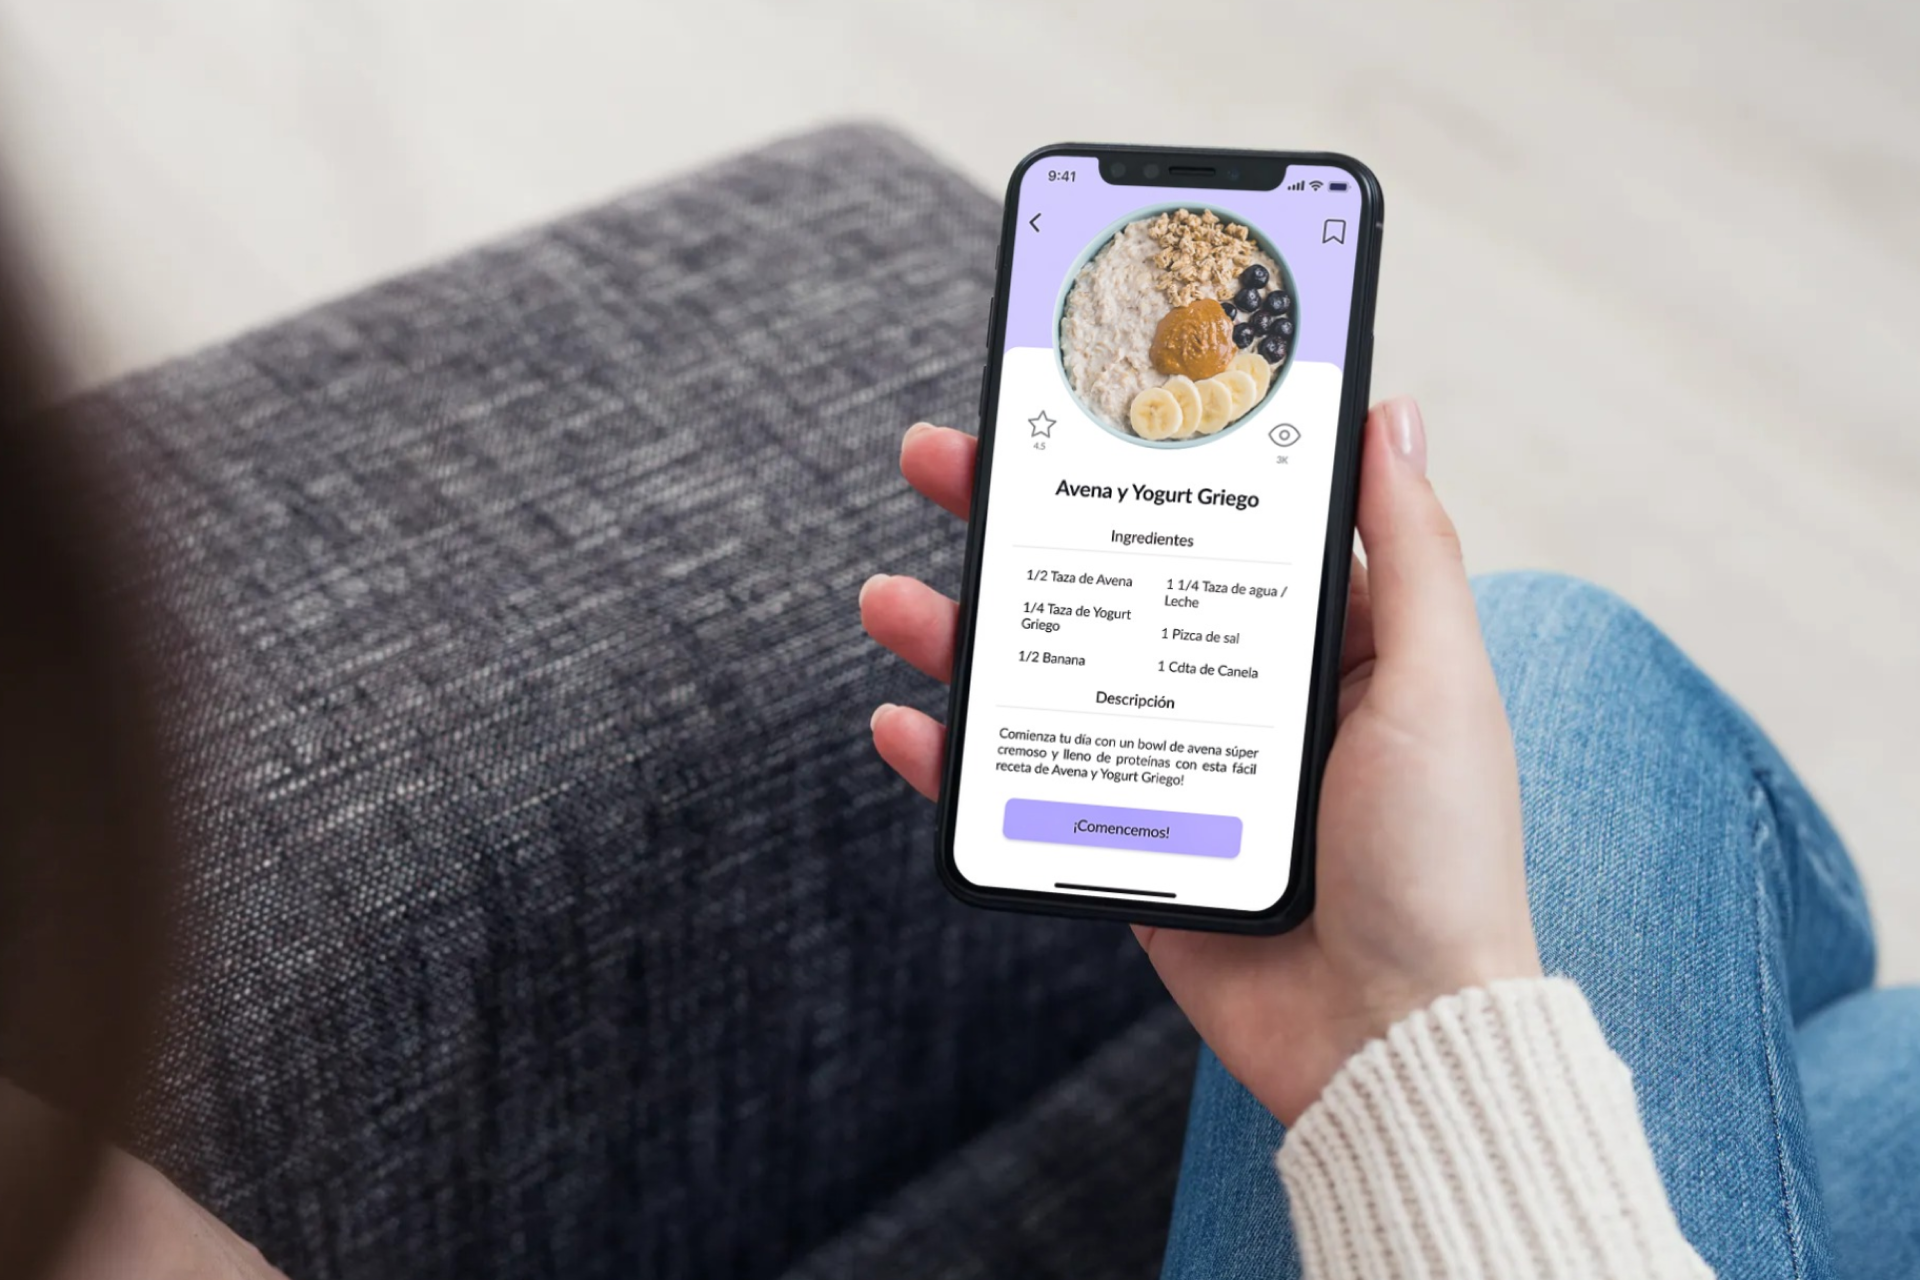 9:41
4.5
3K
Avena y Yogurt Griego
Ingredientes
1/2 Taza de Avena
1/4 Taza de Yogurt
Griego
1/2 Banana
1 1/4 Taza de agua /
Leche
1 Pizca de sal
1 Cdta de Canela
Descripción
Comienza tu día con un bowl de avena súper
cremoso y lleno de proteínas con esta fácil
receta de Avena y Yogurt Griego!
¡Comencemos!